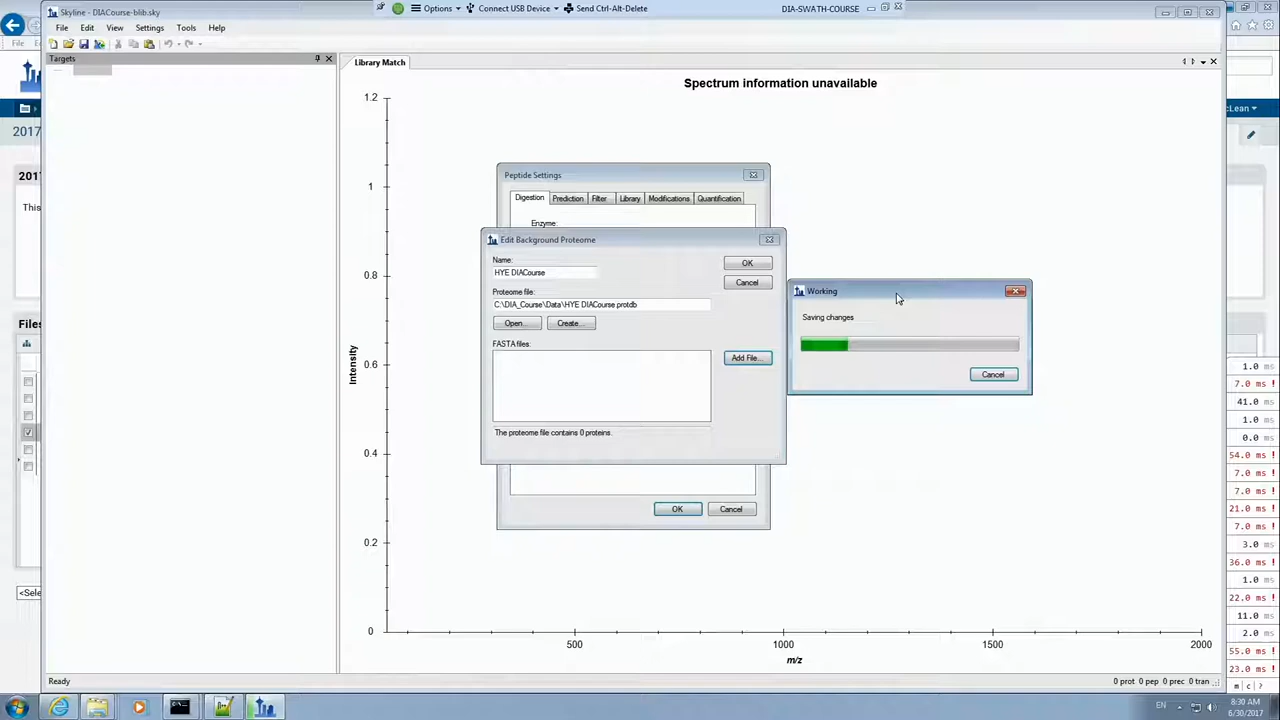 Skyline - DIACourse-blib.sky
Options
Connect USB Device
Send Ctrl-Alt-Delete
DIA-SWATH-COURSE
File Edit View Settings Tools Help
Targets
Library Match
Spectrum information unavailable
1.2
1
0.8
0.6
0.4
0.2
0
Intensity
500 1000 1500 2000
m/z
Peptide Settings
Digestion Prediction Filter Library Modifications Quantification
Enzyme:
Edit Background Proteome
Name:
HYE DIACourse
OK
Cancel
Proteome file:
C:\DIA_Course\Data\HYE DIACourse.protdb
Open...
Create...
FASTA files:
Add File...
The proteome file contains 0 proteins.
OK
Cancel
Working
Saving changes
Cancel
Ready
0 prot 0 pep 0 prec 0 tran
File
2017
2017
This
Files
<Sele
cLean
1.0 ms
7.0 ms !
41.0 ms
1.0 ms
0.0 ms
54.0 ms !
7.0 ms !
7.0 ms !
21.0 ms !
7.0 ms !
3.0 ms
36.0 ms !
1.0 ms
22.0 ms !
11.0 ms
2.0 ms
55.0 ms !
23.0 ms !
m | c | ?
EN
8:30 AM
6/30/2017